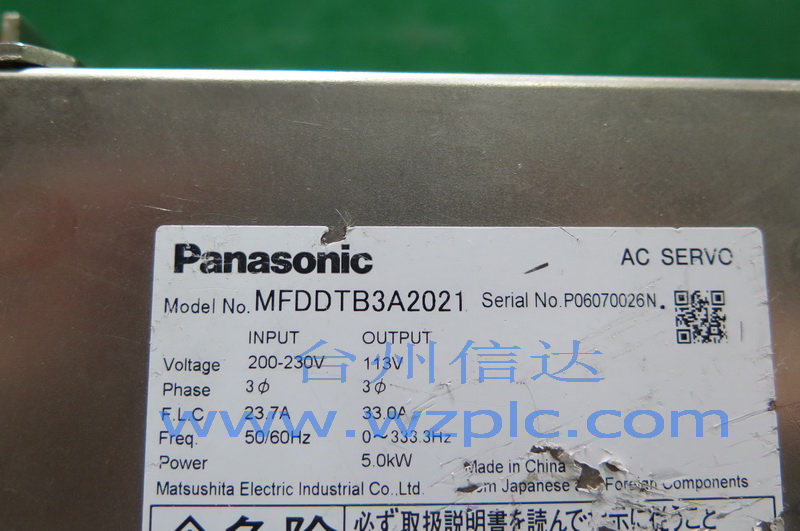 Panasonic
AC SERVO
Model No. MFDDTB3A2021 Serial No. P06070026N.
INPUT OUTPUT
Voltage 200-230V 113V
Phase 3ϕ 3ϕ
F.L.C 23.7A 33.0A
Freq. 50/60Hz 0～333.3Hz
Power 5.0kW
Made in China
Matsushita Electric Industrial Co.,Ltd. Japanese Foreign Components
必ず取扱説明書を読んで
台州信达
www.wzplc.com